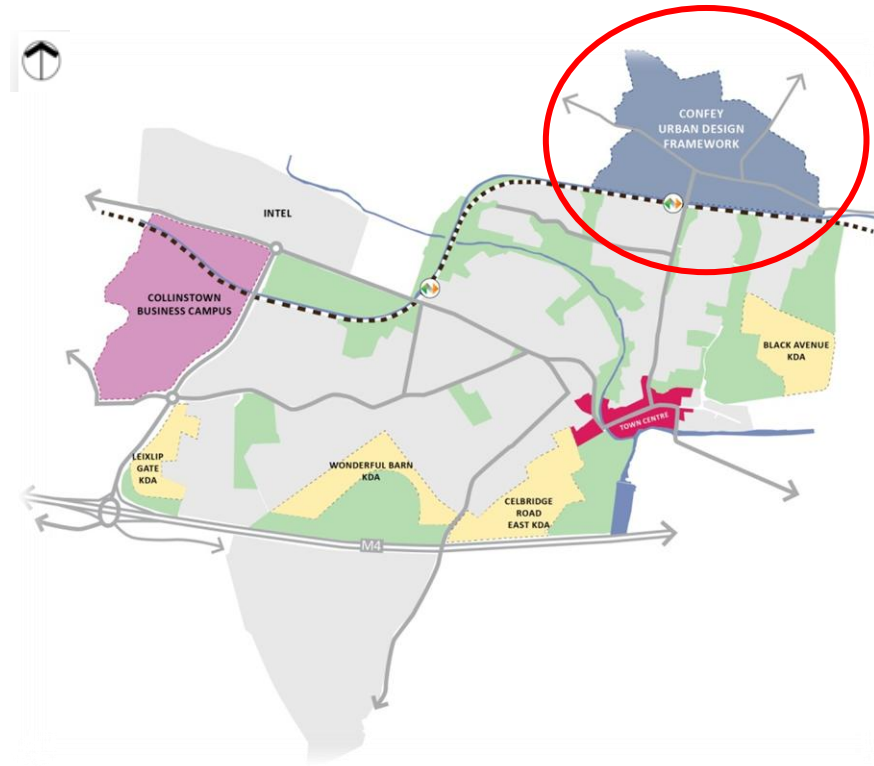 CONFEY
URBAN DESIGN
FRAMEWORK
INTEL
COLLINSTOWN
BUSINESS CAMPUS
BLACK AVENUE
KDA
TOWN CENTRE
LEIXLIP
GATE
KDA
WONDERFUL BARN
KDA
CELBRIDGE
ROAD
EAST KDA
M4